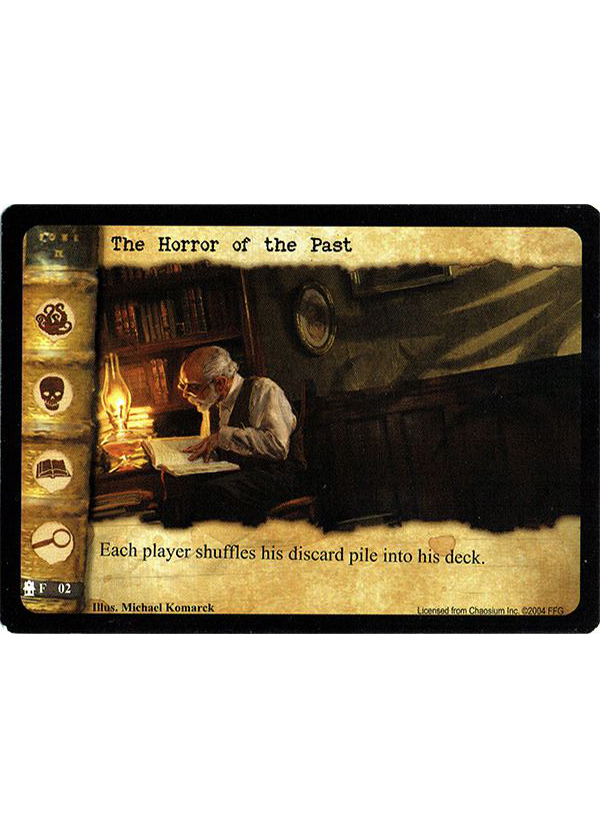 The Horror of the Past
Each player shuffles his discard pile into his deck.
F 02
Illus. Michael Komarck
Licensed from Chaosium Inc. ©2004 FFG